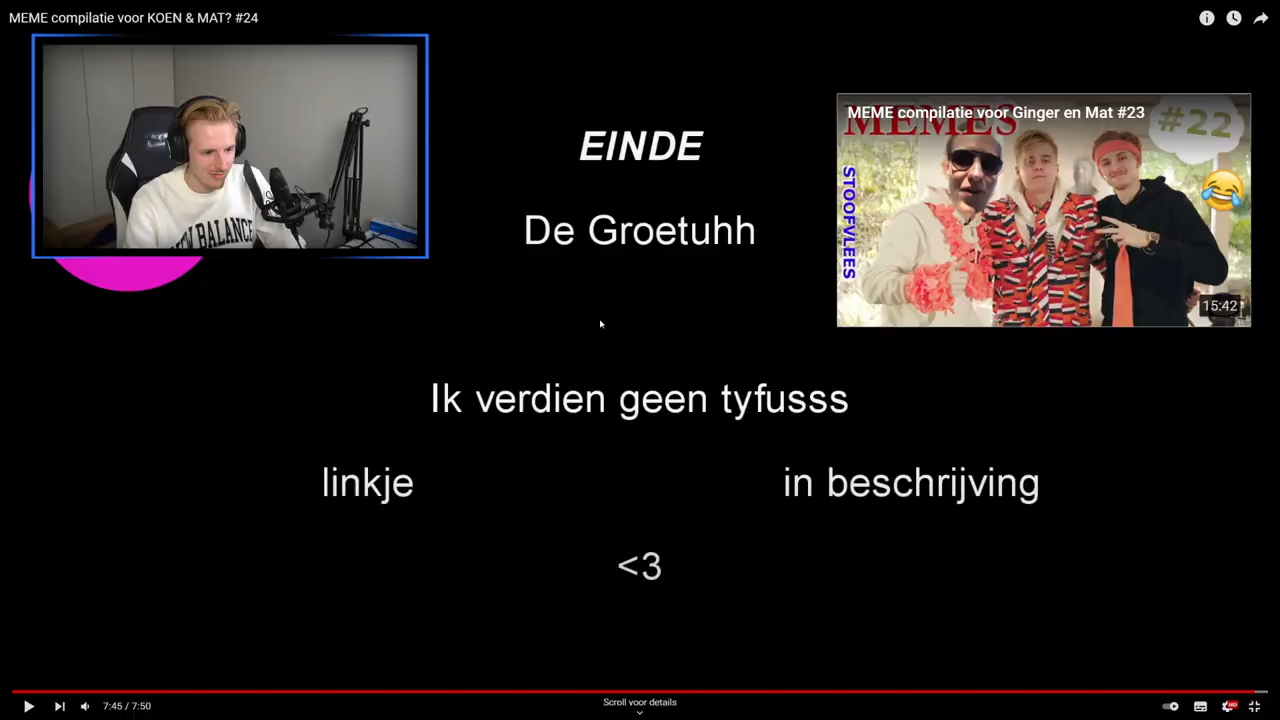 MEME compilatie voor KOEN & MAT? #24
NEW BALANCE
EINDE
De Groetuhh
MEME compilatie voor Ginger en Mat #23
MEMES
#22
STOOFVLEES
15:42
Ik verdien geen tyfusss
linkje in beschrijving
<3
7:45 / 7:50
Scroll voor details
HD